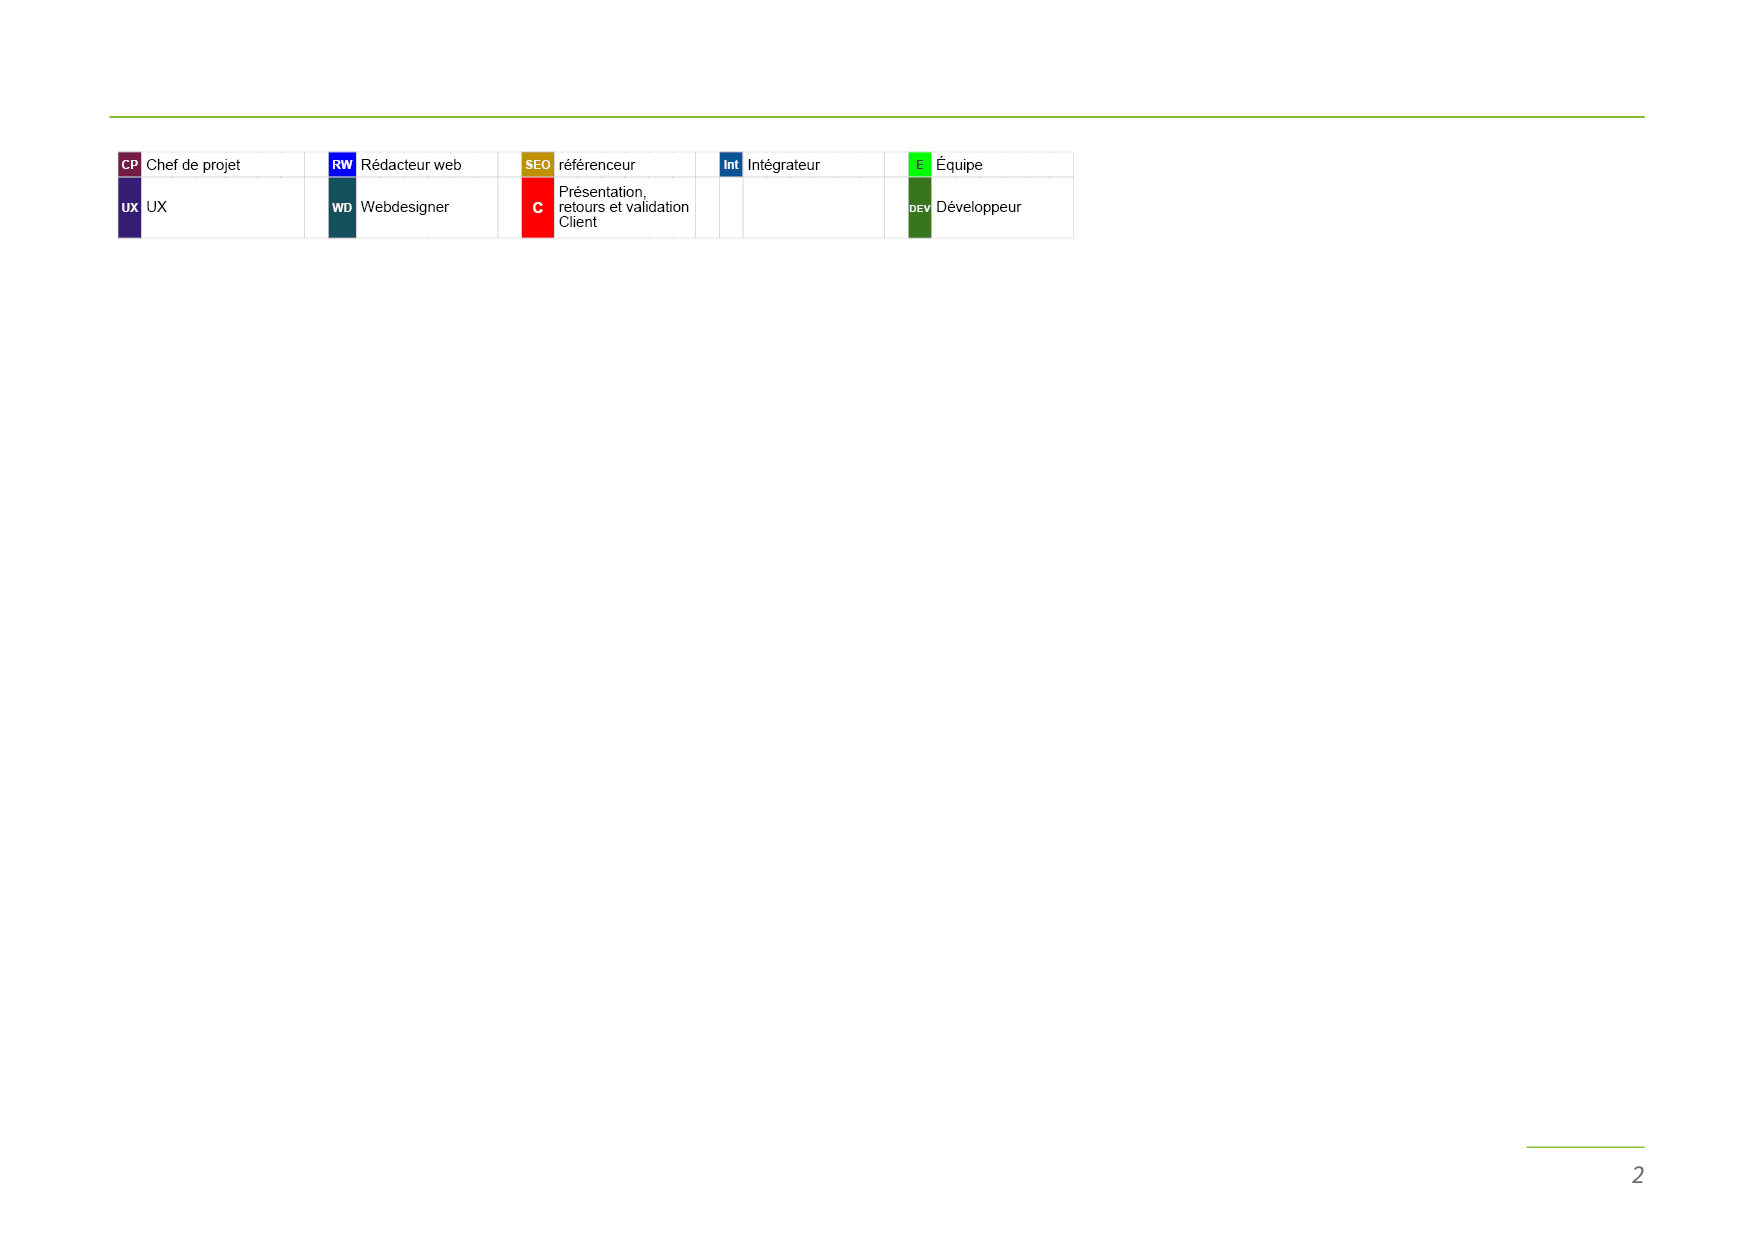 CP Chef de projet RW Rédacteur web SEO référenceur Int Intégrateur E Équipe
UX UX WD Webdesigner C Présentation,
retours et validation
Client
DEV Développeur
2